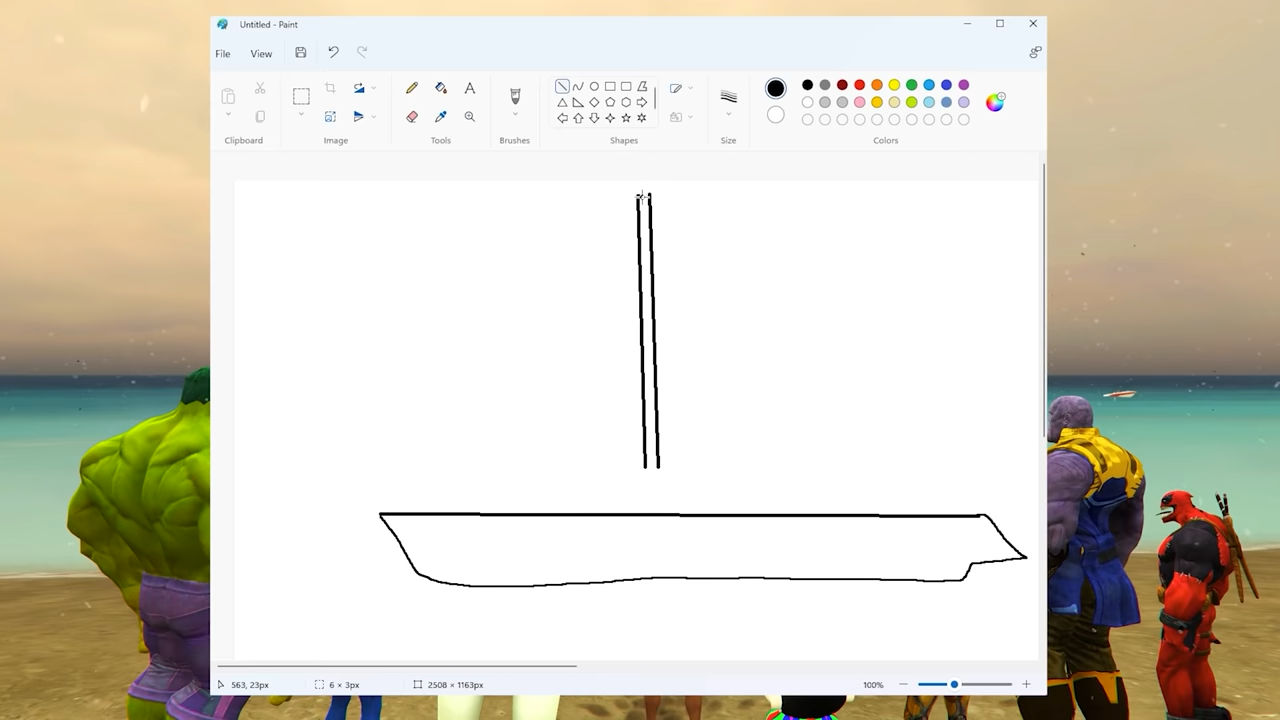 Untitled - Paint
File View
Clipboard Image Tools Brushes Shapes Size Colors
563, 23px 6 × 3px 2508 × 1163px 100%